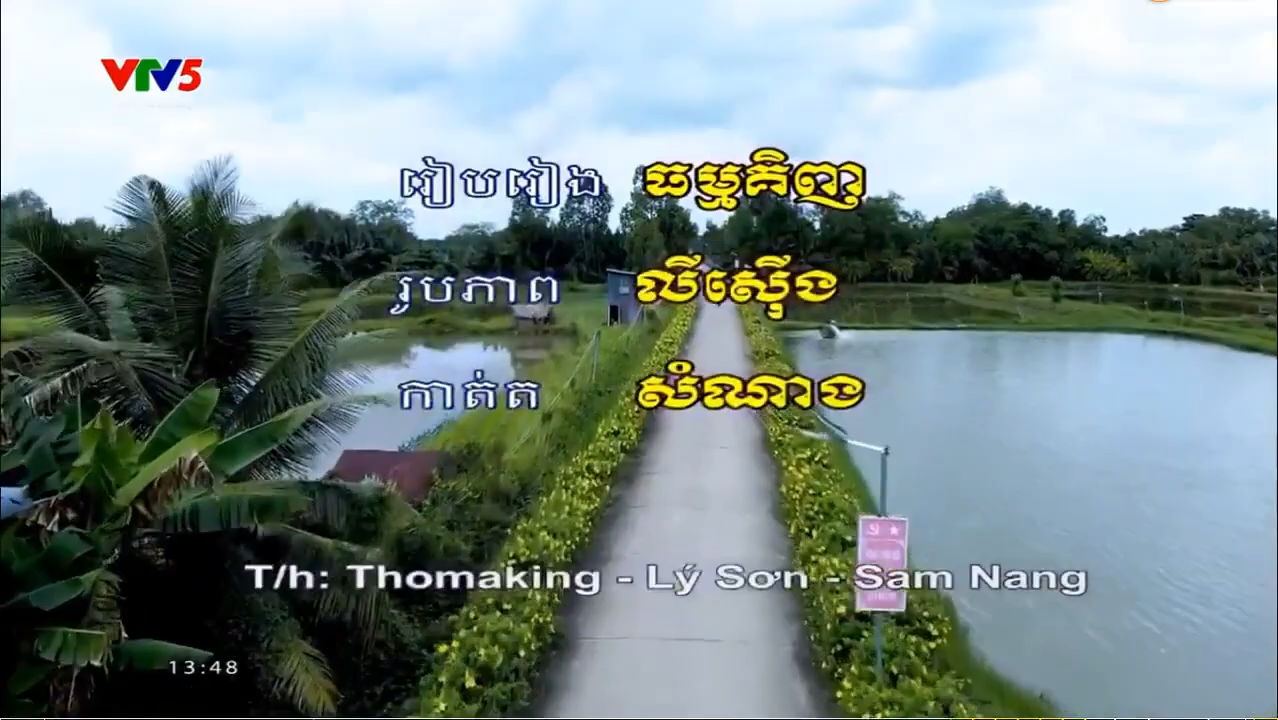 VTV5
រៀបរៀង ធម្មគិញ
រូបភាព លីស៊ើង
កាត់ត សំណាង
T/h: Thomaking - Lý Sơn - Sam Nang
13:48